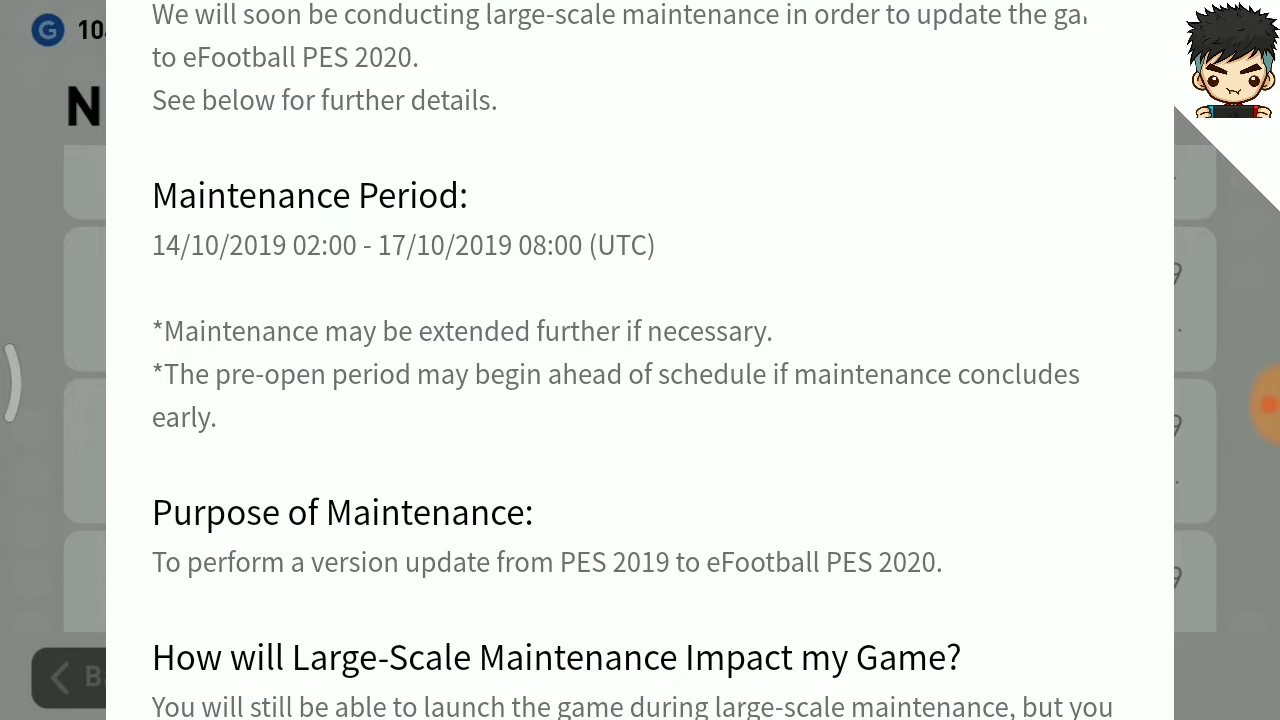 We will soon be conducting large-scale maintenance in order to update the
G 10
to eFootball PES 2020.
See below for further details.
N
Maintenance Period:
14/10/2019 02:00 - 17/10/2019 08:00 (UTC)
*Maintenance may be extended further if necessary.
*The pre-open period may begin ahead of schedule if maintenance concludes
early.
Purpose of Maintenance:
To perform a version update from PES 2019 to eFootball PES 2020.
How will Large-Scale Maintenance Impact my Game?
You will still be able to launch the game during large-scale maintenance, but you